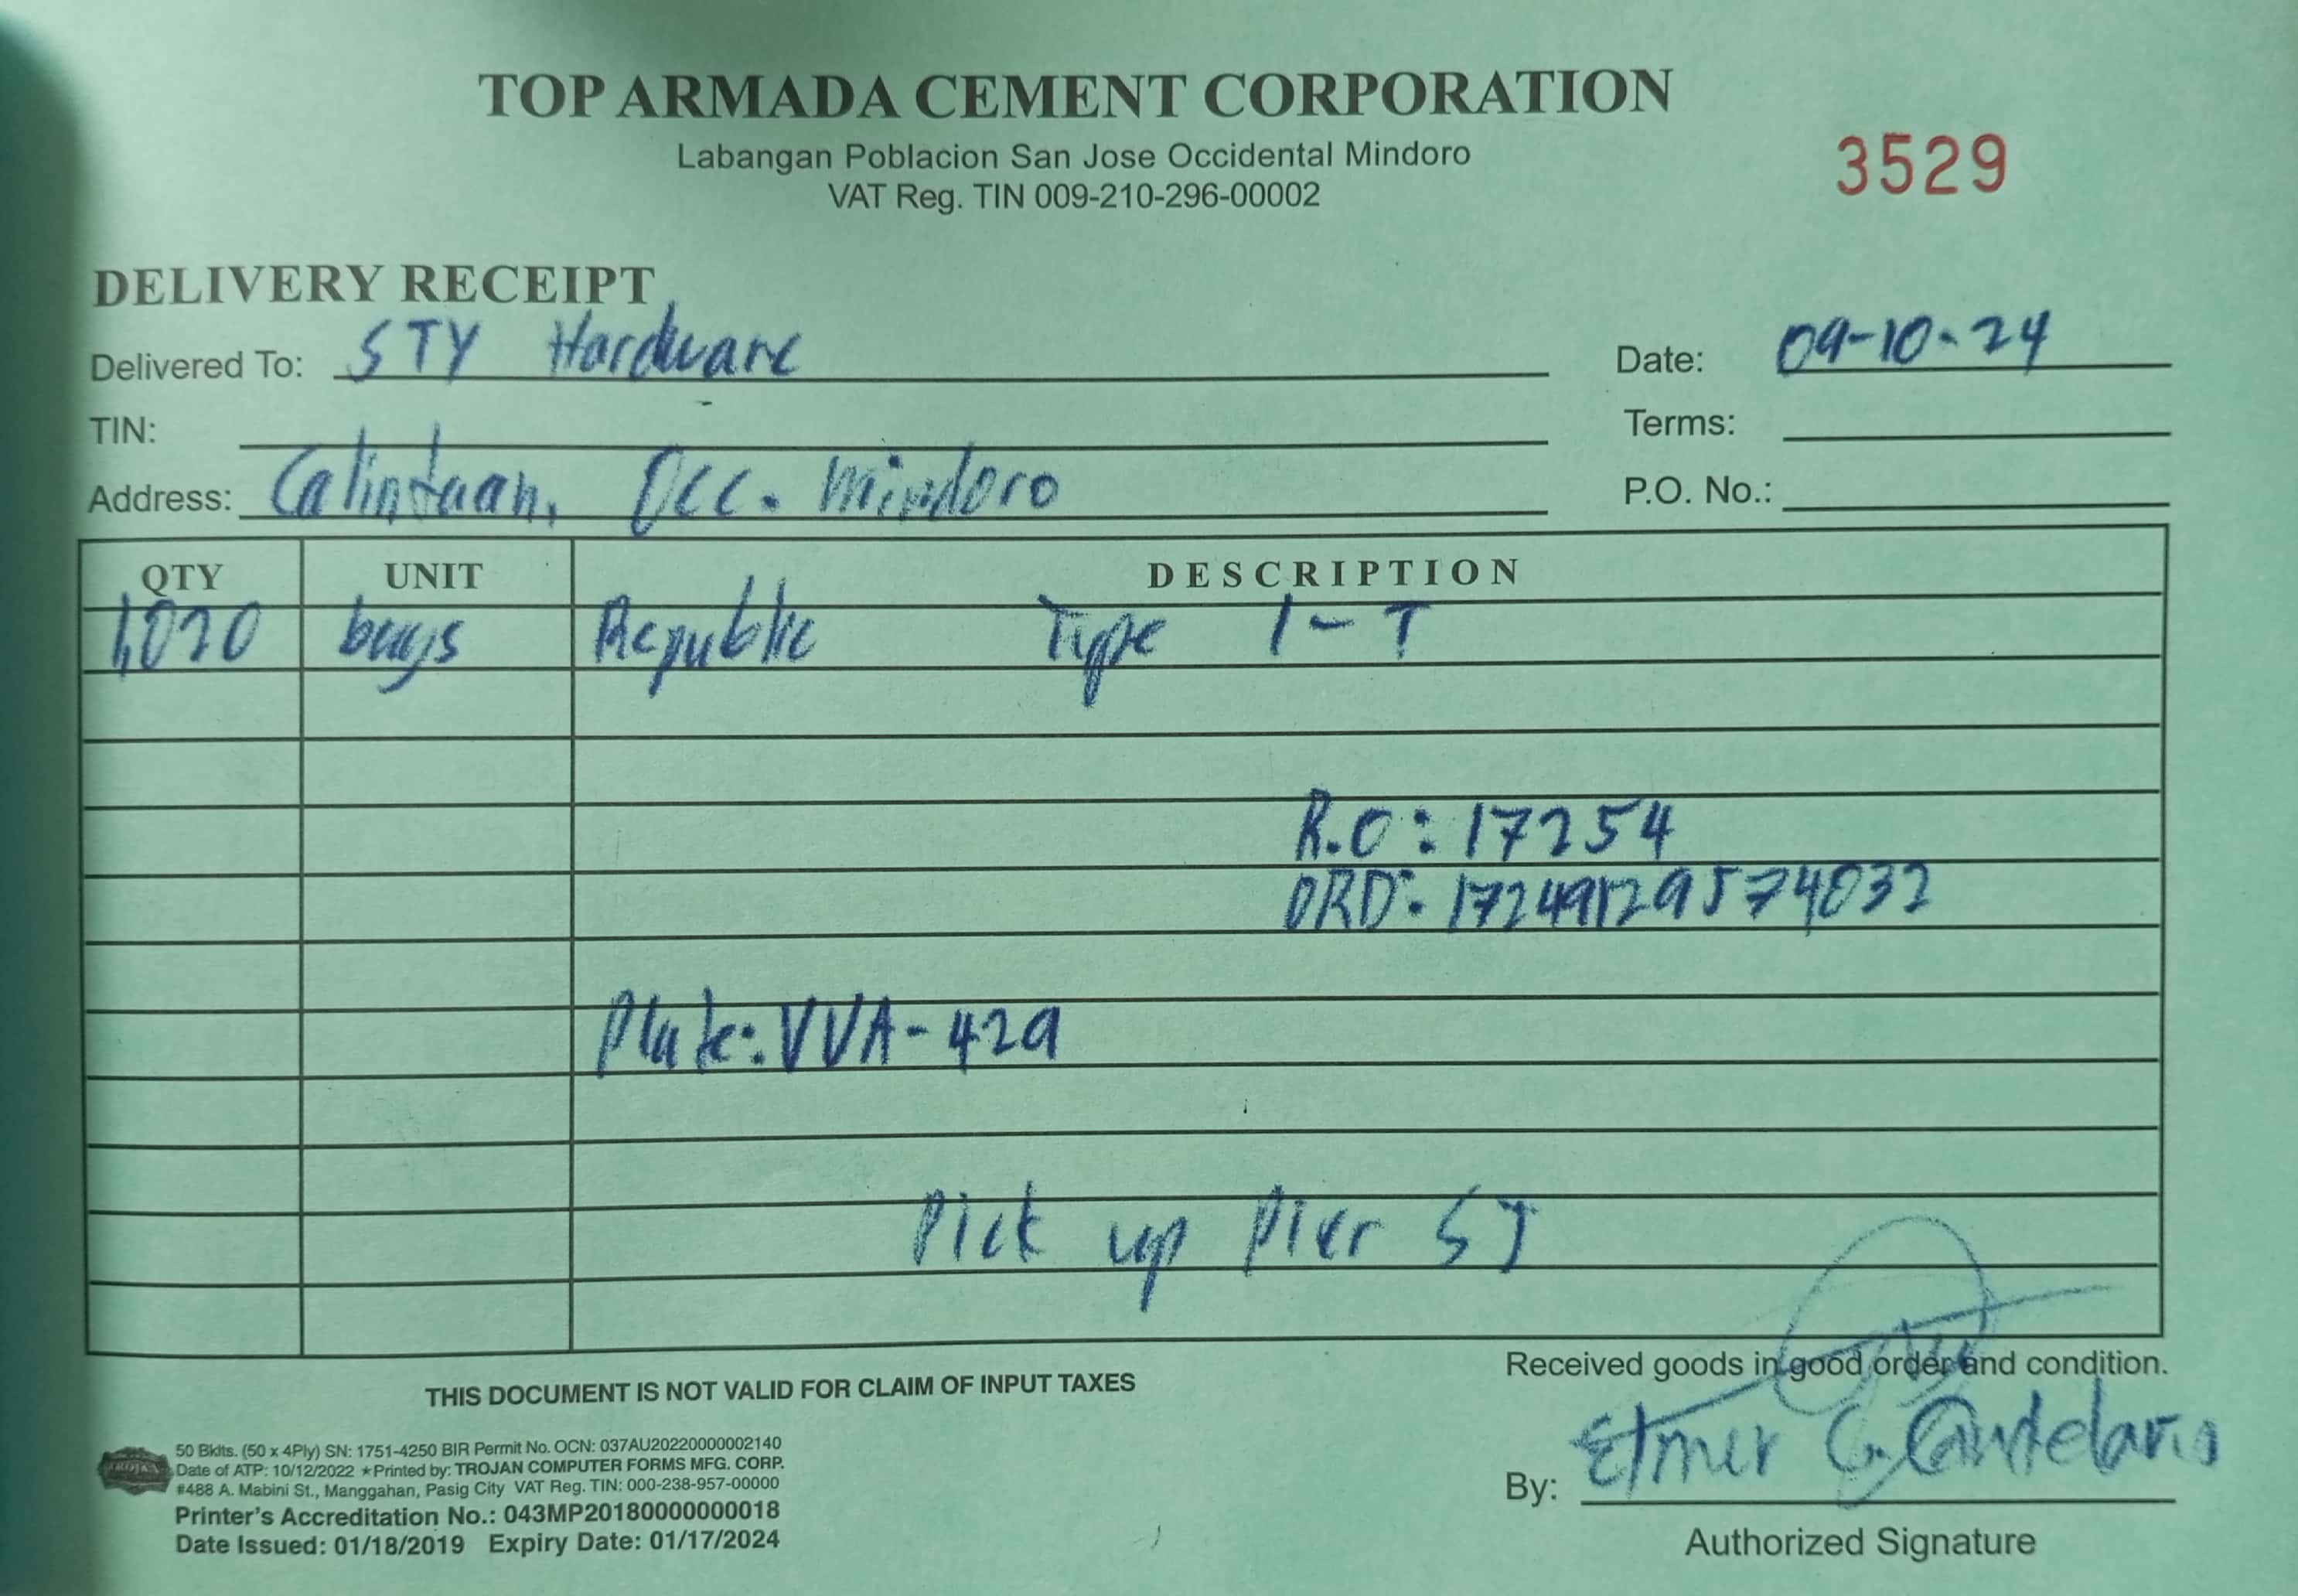 TOP ARMADA CEMENT CORPORATION
Labangan Poblacion San Jose Occidental Mindoro
VAT Reg. TIN 009-210-296-00002
3529
DELIVERY RECEIPT
Delivered To: STY Hardware
Date: 09-10-24
TIN:
Terms:
Address: Calintaan, Occ. Mindoro
P.O. No.:
QTY UNIT DESCRIPTION
1,020 bags Republic Type 1-T
R.O: 17254
ORD: 1724912957 4032
Plate: VVA-429
Pick up Pier SJ
Received goods in good order and condition.
THIS DOCUMENT IS NOT VALID FOR CLAIM OF INPUT TAXES
50 Bklts. (50 x 4Ply) SN: 1751-4250 BIR Permit No. OCN: 037AU20220000002140
Date of ATP: 10/12/2022 ★Printed by: TROJAN COMPUTER FORMS MFG. CORP.
#488 A. Mabini St., Manggahan, Pasig City VAT Reg. TIN: 000-238-957-00000
Printer's Accreditation No.: 043MP20180000000018
Date Issued: 01/18/2019 Expiry Date: 01/17/2024
By: Elmer G. Candelario
Authorized Signature